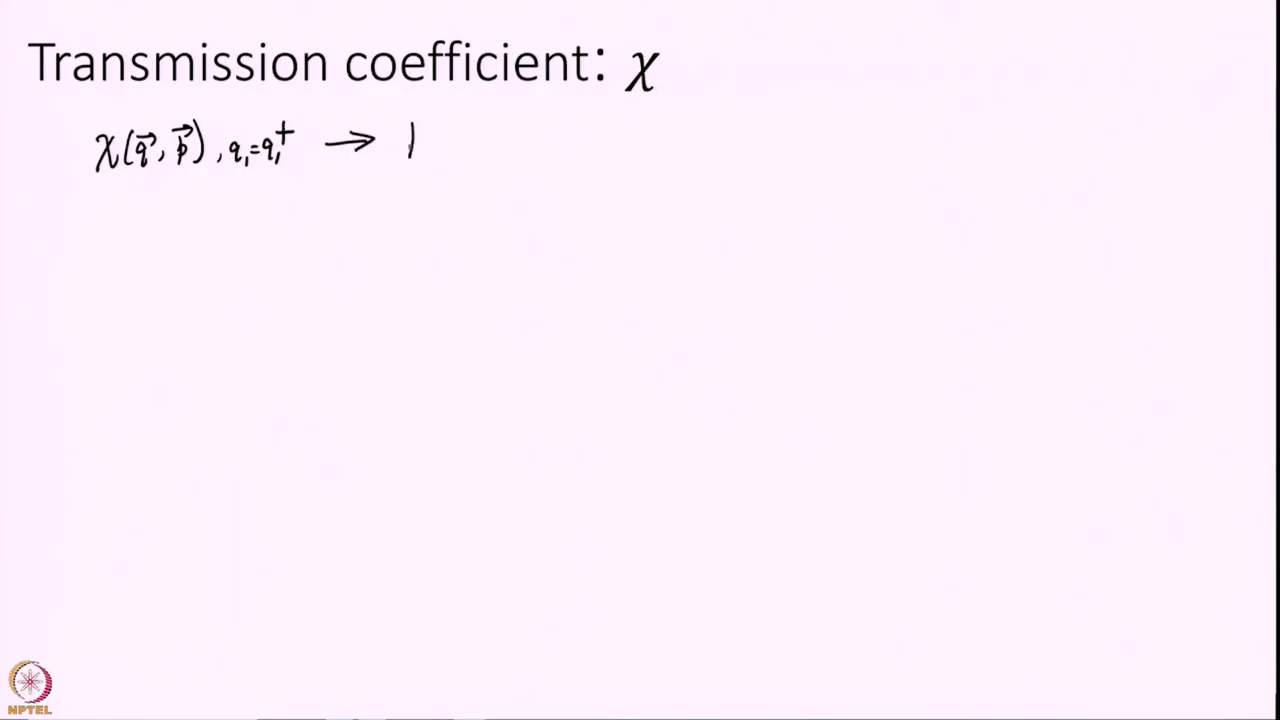 Transmission coefficient: χ
χ(q⃗, p⃗), q₁=q₁⁺ → 1
NPTEL